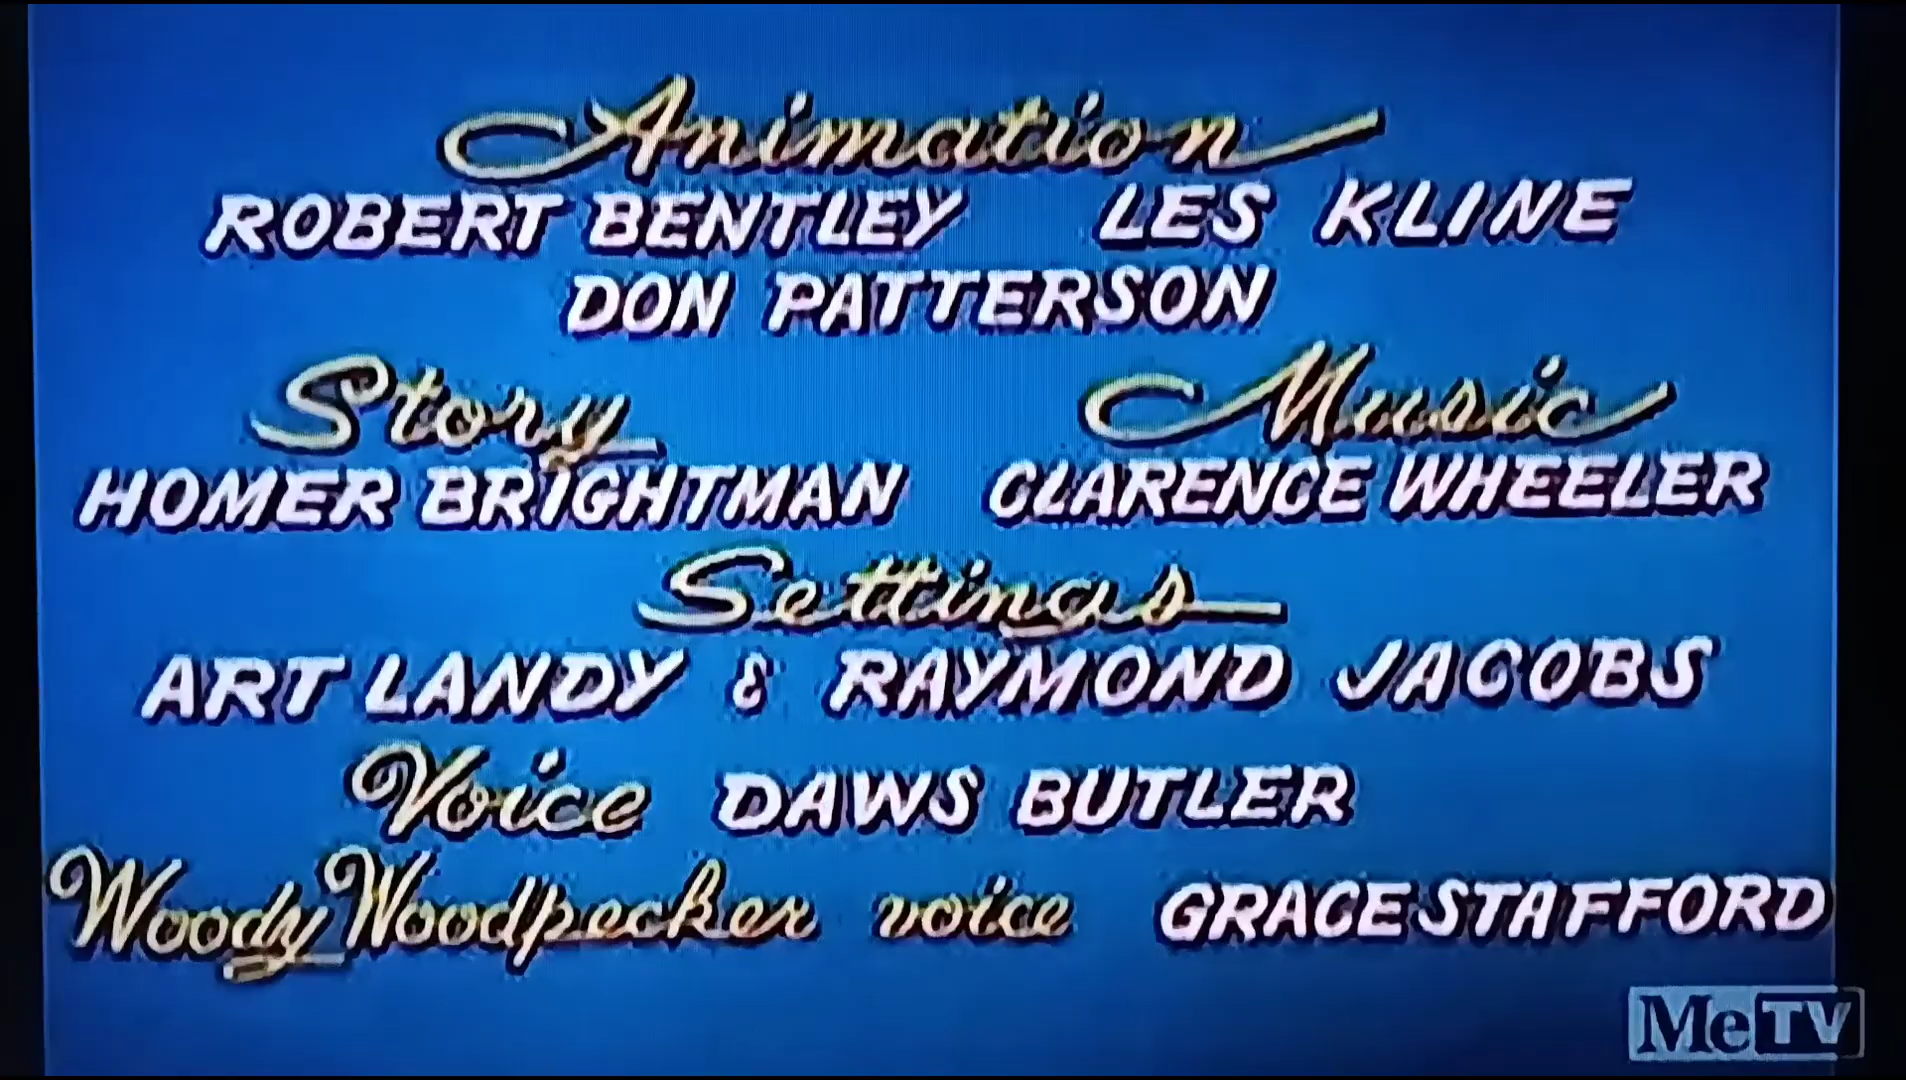 Animation
ROBERT BENTLEY LES KLINE
DON PATTERSON
Story Music
HOMER BRIGHTMAN CLARENCE WHEELER
Settings
ART LANDY & RAYMOND JACOBS
Voice DAWS BUTLER
Woody Woodpecker voice GRACE STAFFORD
MeTV